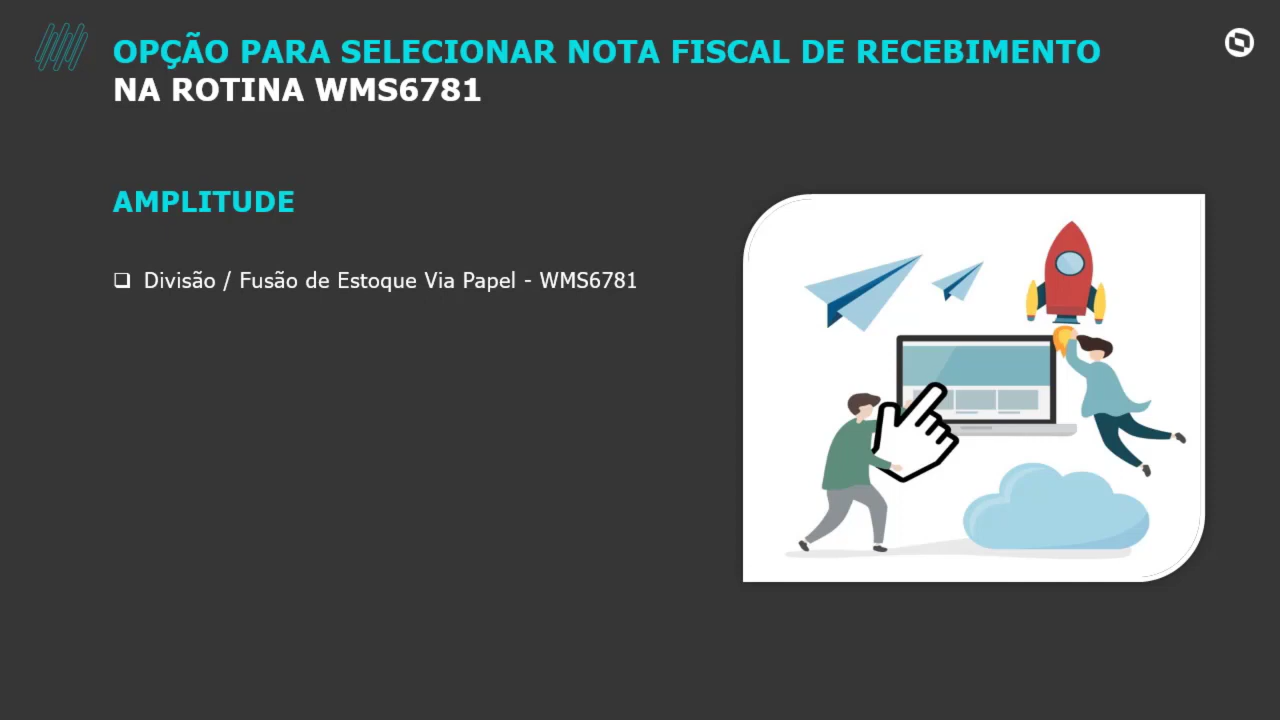 OPÇÃO PARA SELECIONAR NOTA FISCAL DE RECEBIMENTO
NA ROTINA WMS6781
AMPLITUDE
❑ Divisão / Fusão de Estoque Via Papel - WMS6781